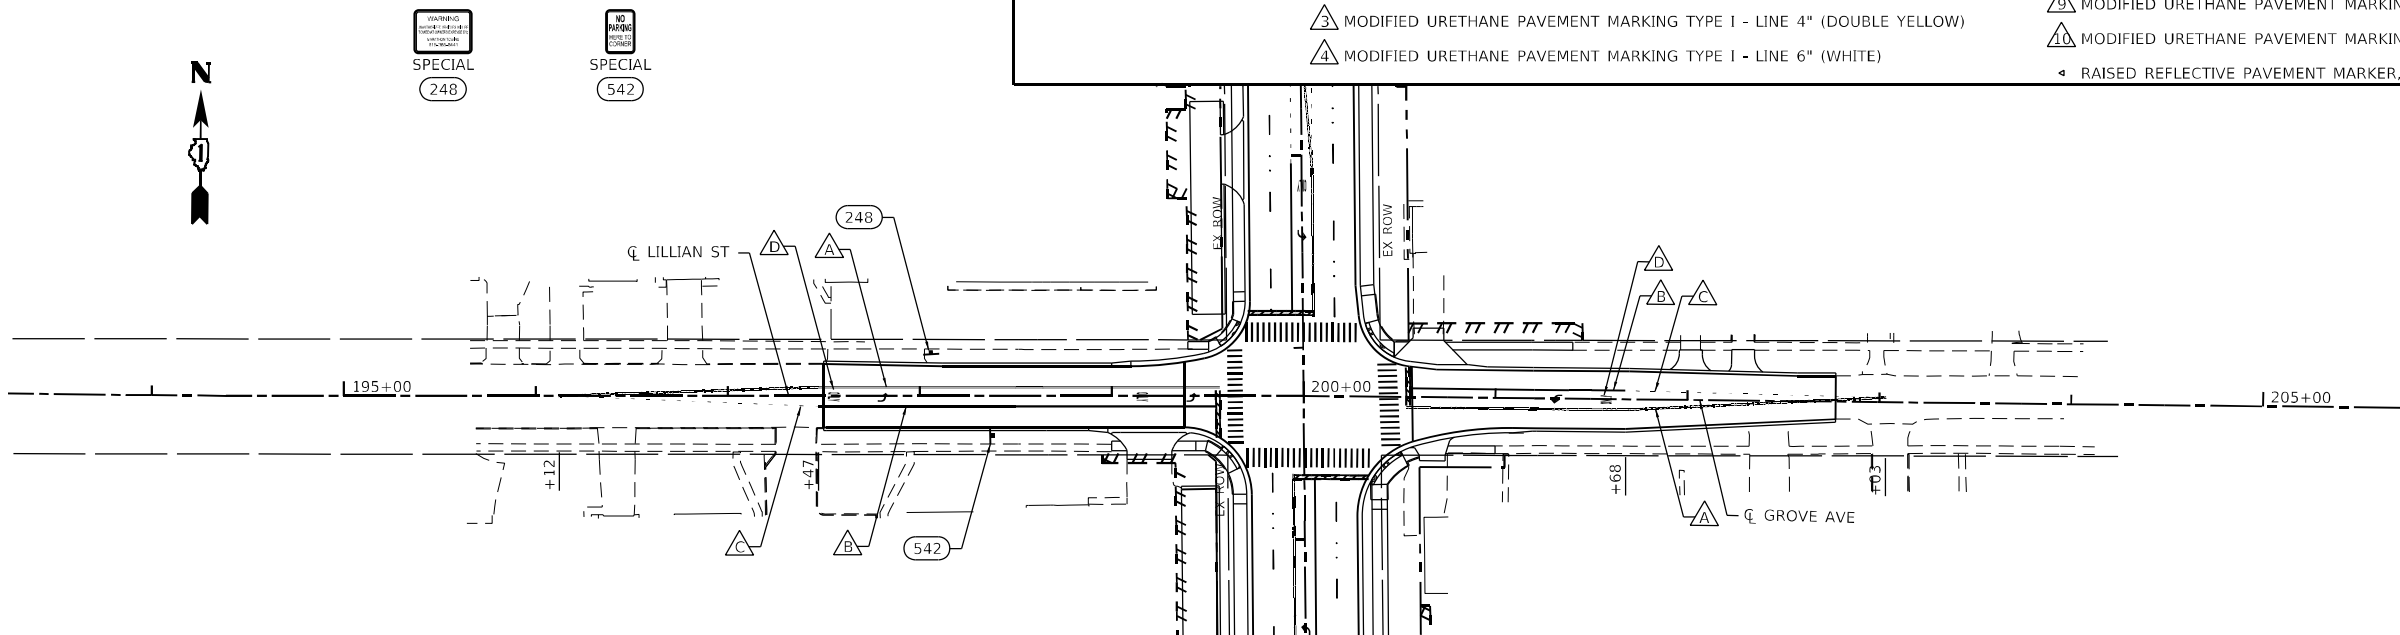 WARNING
SPECIAL
248
NO
PARKING
HERE TO
CORNER
SPECIAL
542
3 MODIFIED URETHANE PAVEMENT MARKING TYPE I - LINE 4" (DOUBLE YELLOW)
4 MODIFIED URETHANE PAVEMENT MARKING TYPE I - LINE 6" (WHITE)
9 MODIFIED URETHANE PAVEMENT
10 MODIFIED URETHANE PAVEMENT
RAISED REFLECTIVE PAVEMENT MARKER,
N
1
248
℄ LILLIAN ST
D
A
EX ROW
EX ROW
D
B
C
195+00
200+00
205+00
+12
+47
EX ROW
+68
+03
C
B
542
A
℄ GROVE AVE